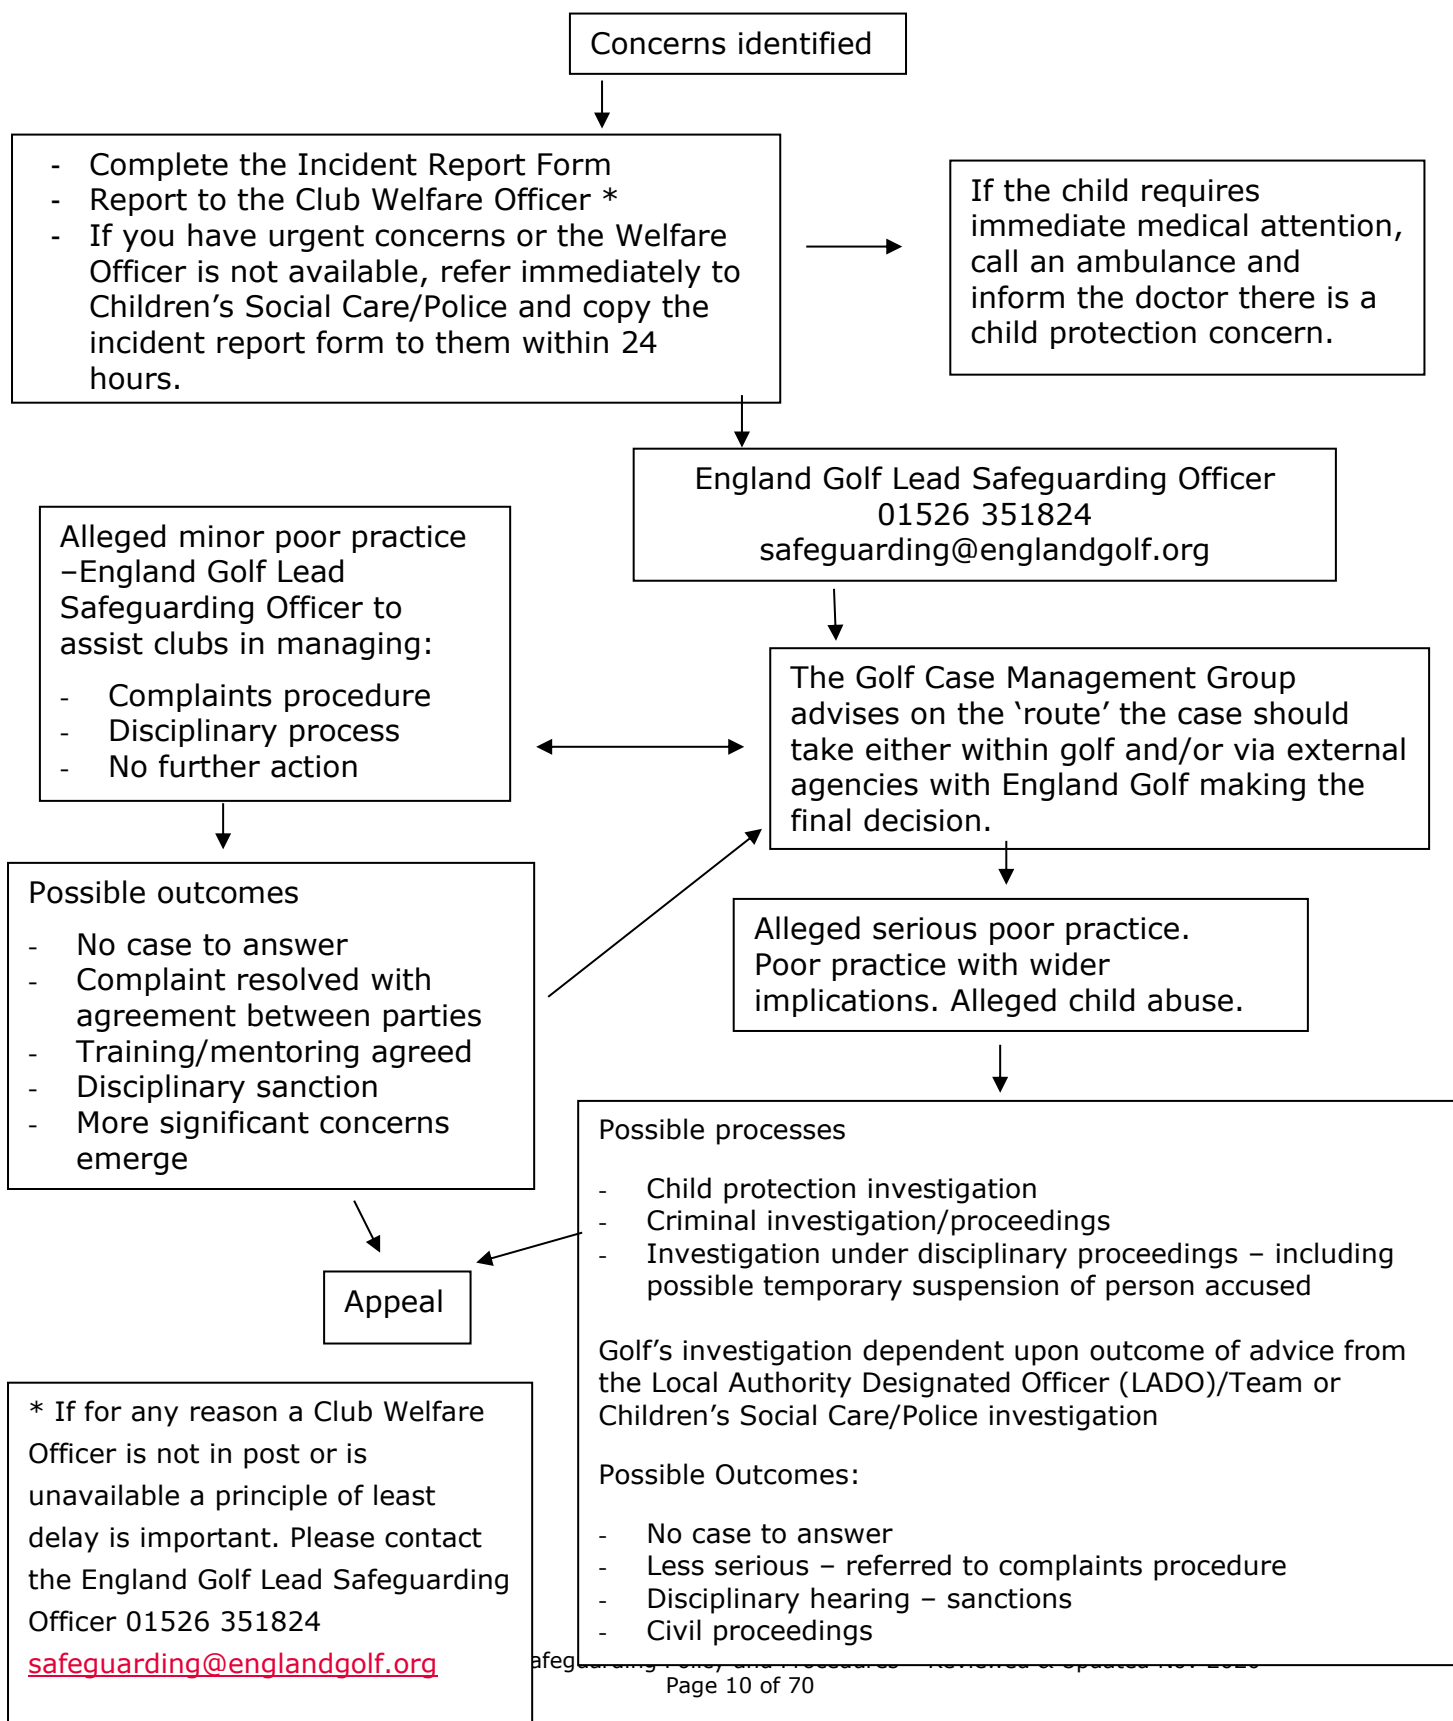 Concerns identified
- Complete the Incident Report Form
- Report to the Club Welfare Officer *
- If you have urgent concerns or the Welfare
Officer is not available, refer immediately to
Children’s Social Care/Police and copy the
incident report form to them within 24
hours.
If the child requires
immediate medical attention,
call an ambulance and
inform the doctor there is a
child protection concern.
England Golf Lead Safeguarding Officer
01526 351824
safeguarding@englandgolf.org
Alleged minor poor practice
–England Golf Lead
Safeguarding Officer to
assist clubs in managing:
- Complaints procedure
- Disciplinary process
- No further action
The Golf Case Management Group
advises on the ‘route’ the case should
take either within golf and/or via external
agencies with England Golf making the
final decision.
Possible outcomes
- No case to answer
- Complaint resolved with
agreement between parties
- Training/mentoring agreed
- Disciplinary sanction
- More significant concerns
emerge
Alleged serious poor practice.
Poor practice with wider
implications. Alleged child abuse.
Possible processes
- Child protection investigation
- Criminal investigation/proceedings
- Investigation under disciplinary proceedings – including
possible temporary suspension of person accused
Golf’s investigation dependent upon outcome of advice from
the Local Authority Designated Officer (LADO)/Team or
Children’s Social Care/Police investigation
Possible Outcomes:
- No case to answer
- Less serious – referred to complaints procedure
- Disciplinary hearing – sanctions
- Civil proceedings
Appeal
* If for any reason a Club Welfare
Officer is not in post or is
unavailable a principle of least
delay is important. Please contact
the England Golf Lead Safeguarding
Officer 01526 351824
safeguarding@englandgolf.org
Page 10 of 70